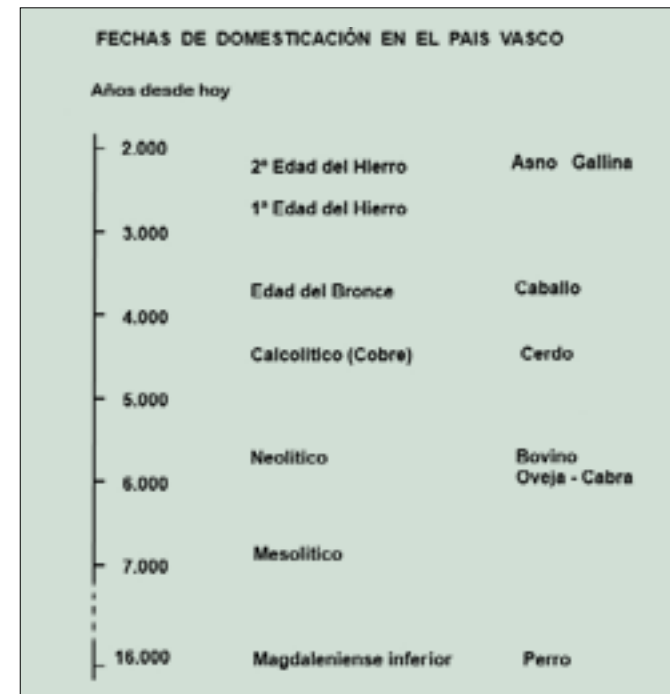 FECHAS DE DOMESTICACIÓN EN EL PAIS VASCO
Años desde hoy
2.000
2ª Edad del Hierro Asno Gallina
1ª Edad del Hierro
3.000
Edad del Bronce Caballo
4.000
Calcolítico (Cobre) Cerdo
5.000
Neolítico Bovino
6.000 Oveja - Cabra
Mesolítico
7.000
16.000 Magdaleniense inferior Perro